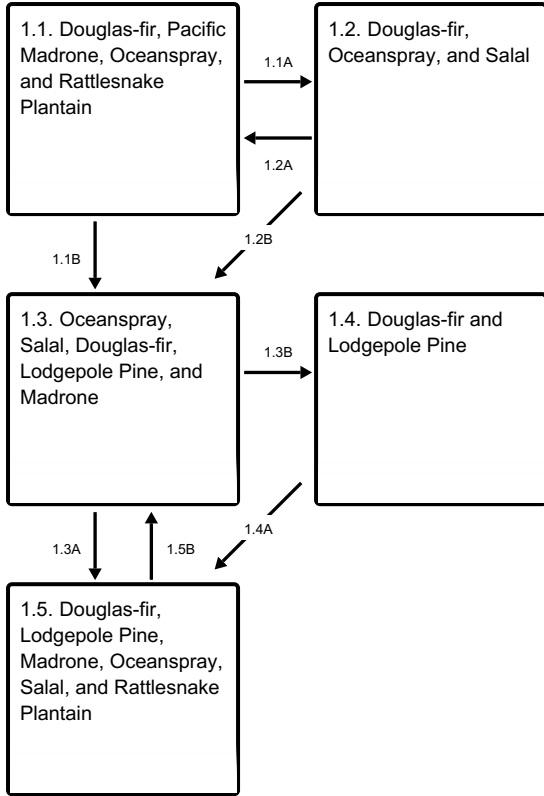 1.1. Douglas-fir, Pacific
Madrone, Oceanspray,
and Rattlesnake
Plantain
1.1A
1.2. Douglas-fir,
Oceanspray, and Salal
1.2A
1.1B
1.2B
1.3. Oceanspray,
Salal, Douglas-fir,
Lodgepole Pine, and
Madrone
1.3B
1.4. Douglas-fir and
Lodgepole Pine
1.3A
1.5B
1.4A
1.5. Douglas-fir,
Lodgepole Pine,
Madrone, Oceanspray,
Salal, and Rattlesnake
Plantain